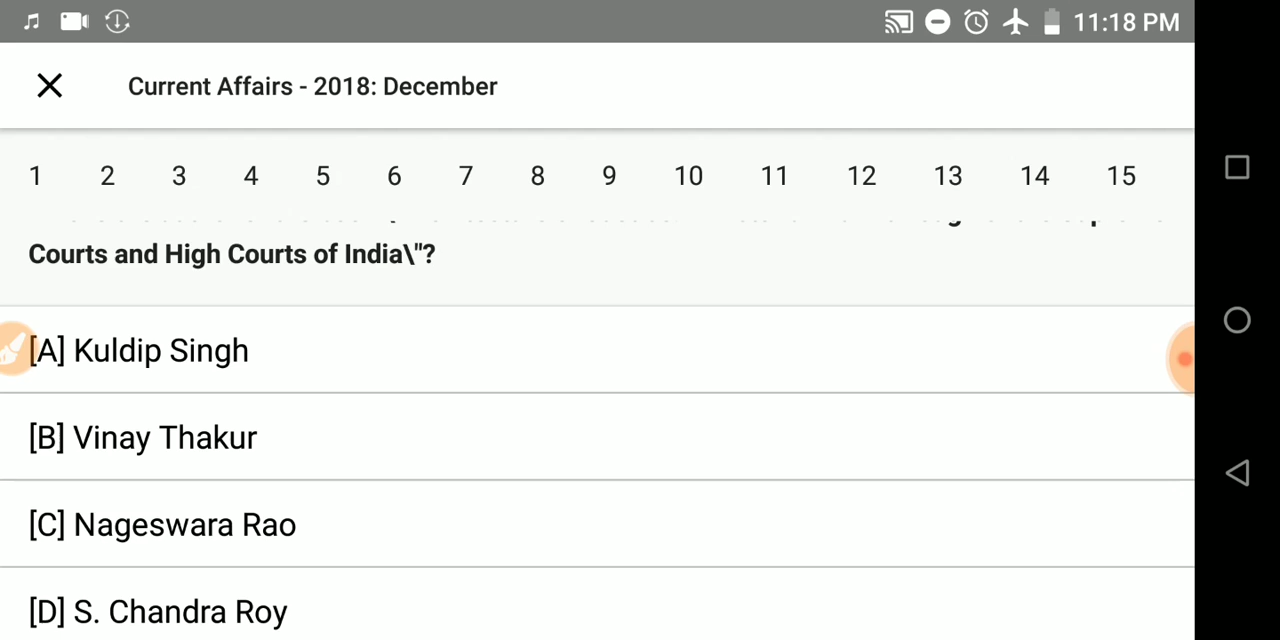 11:18 PM
Current Affairs - 2018: December
1 2 3 4 5 6 7 8 9 10 11 12 13 14 15
Courts and High Courts of India\"?
[A] Kuldip Singh
[B] Vinay Thakur
[C] Nageswara Rao
[D] S. Chandra Roy